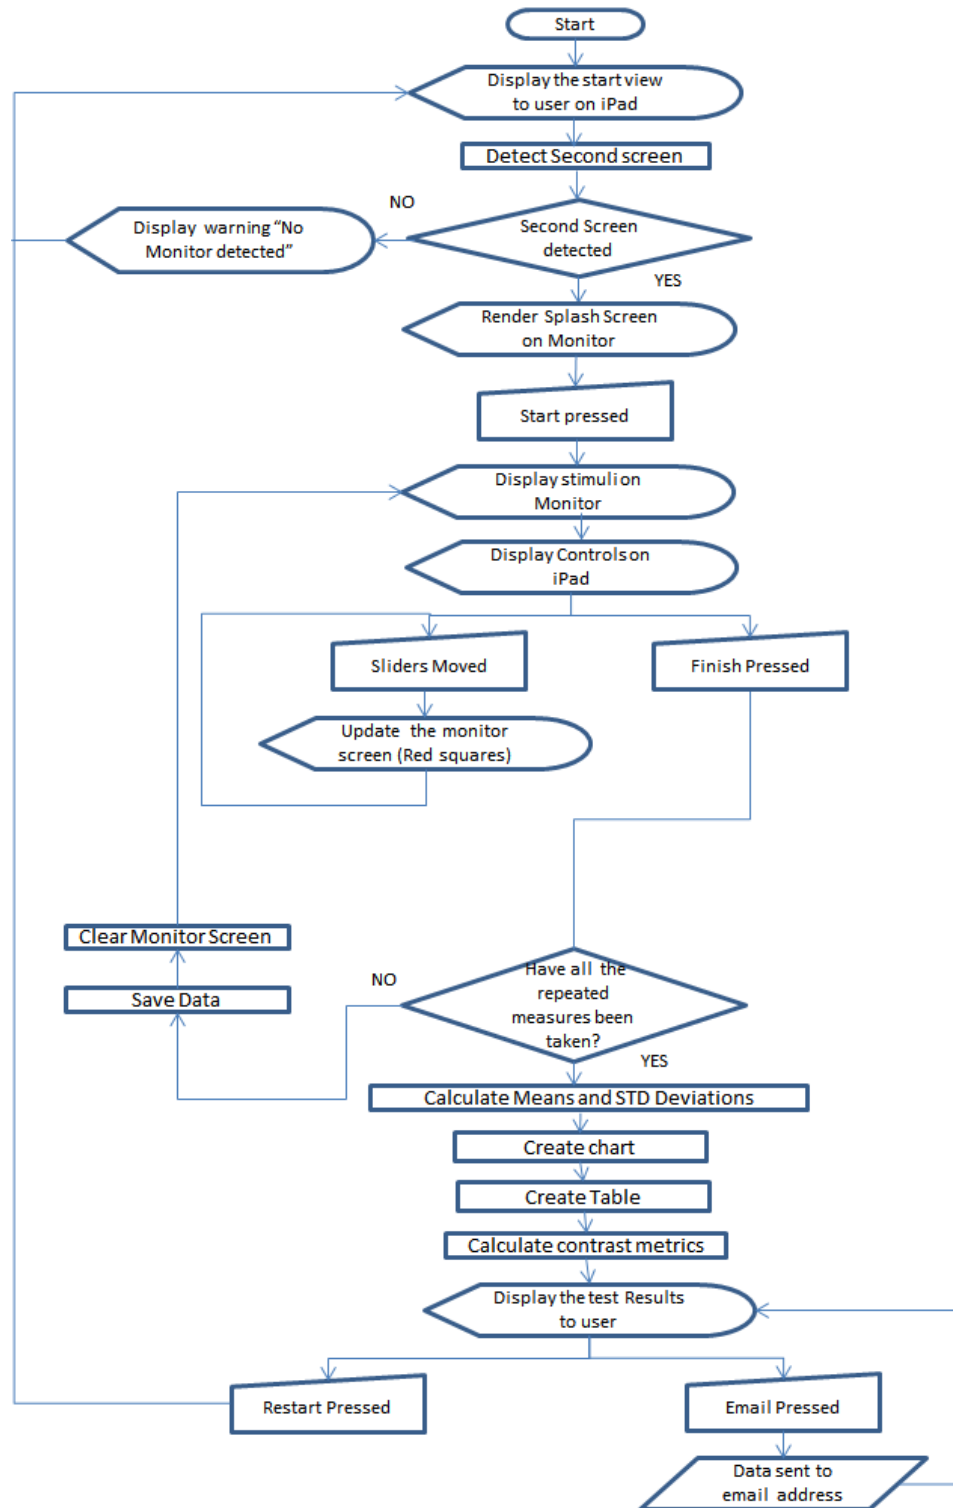 Start
Display the start view
to user on iPad
Detect Second screen
NO
Display warning “No
Monitor detected”
Second Screen
detected
YES
Render Splash Screen
on Monitor
Start pressed
Display stimuli on
Monitor
Display Controls on
iPad
Sliders Moved
Finish Pressed
Update the monitor
screen (Red squares)
Clear Monitor Screen
Save Data
NO
Have all the
repeated
measures been
taken?
YES
Calculate Means and STD Deviations
Create chart
Create Table
Calculate contrast metrics
Display the test Results
to user
Restart Pressed
Email Pressed
Data sent to
email address